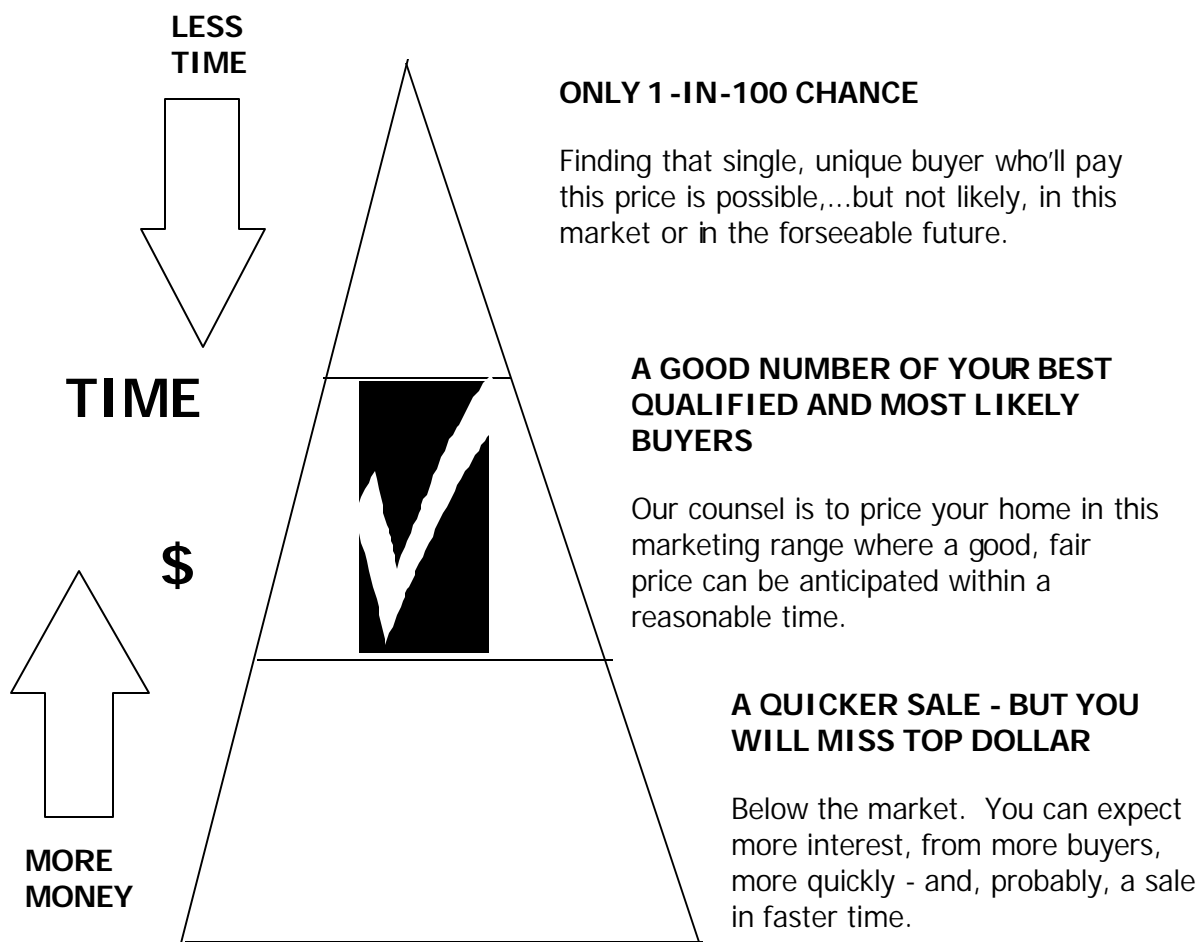 LESS
TIME
ONLY 1-IN-100 CHANCE
Finding that single, unique buyer who'll pay
this price is possible,...but not likely, in this
market or in the forseeable future.
TIME
A GOOD NUMBER OF YOUR BEST
QUALIFIED AND MOST LIKELY
BUYERS
Our counsel is to price your home in this
marketing range where a good, fair
price can be anticipated within a
reasonable time.
$
A QUICKER SALE - BUT YOU
WILL MISS TOP DOLLAR
Below the market. You can expect
more interest, from more buyers,
more quickly - and, probably, a sale
in faster time.
MORE
MONEY